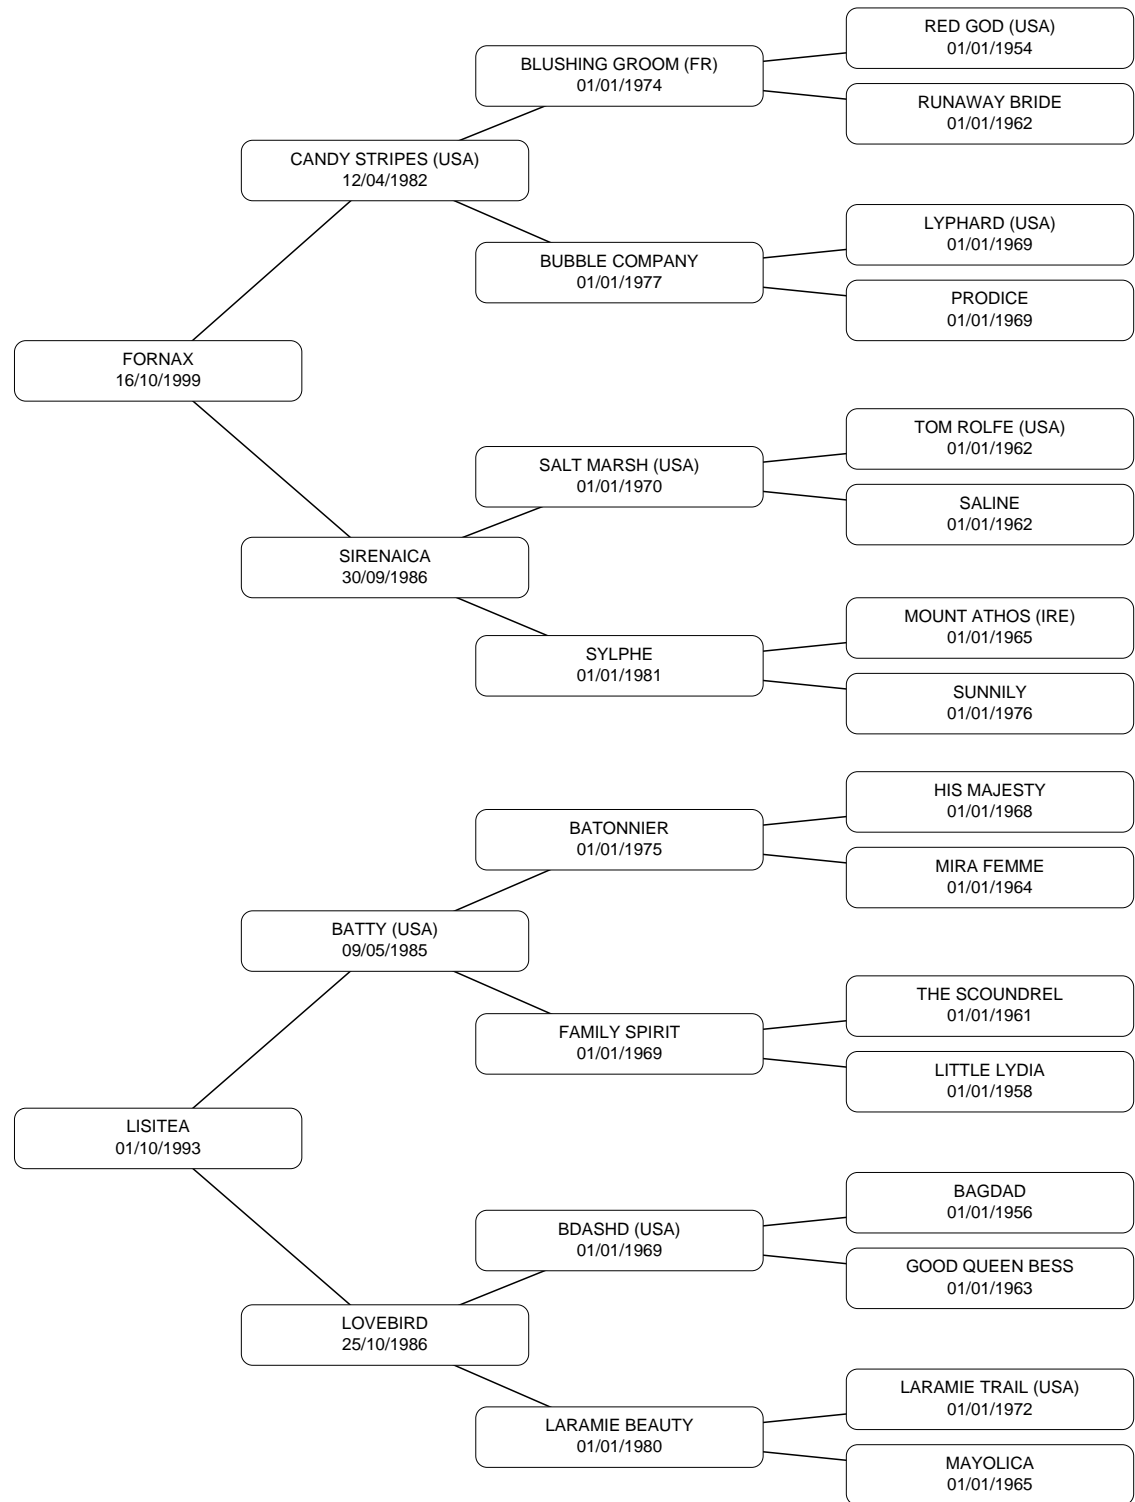 RED GOD (USA)
01/01/1954
BLUSHING GROOM (FR)
01/01/1974
RUNAWAY BRIDE
01/01/1962
CANDY STRIPES (USA)
12/04/1982
LYPHARD (USA)
01/01/1969
BUBBLE COMPANY
01/01/1977
PRODICE
01/01/1969
FORNAX
16/10/1999
TOM ROLFE (USA)
01/01/1962
SALT MARSH (USA)
01/01/1970
SALINE
01/01/1962
SIRENAICA
30/09/1986
MOUNT ATHOS (IRE)
01/01/1965
SYLPHE
01/01/1981
SUNNILY
01/01/1976
HIS MAJESTY
01/01/1968
BATONNIER
01/01/1975
MIRA FEMME
01/01/1964
BATTY (USA)
09/05/1985
THE SCOUNDREL
01/01/1961
FAMILY SPIRIT
01/01/1969
LITTLE LYDIA
01/01/1958
LISITEA
01/10/1993
BAGDAD
01/01/1956
BDASHD (USA)
01/01/1969
GOOD QUEEN BESS
01/01/1963
LOVEBIRD
25/10/1986
LARAMIE TRAIL (USA)
01/01/1972
LARAMIE BEAUTY
01/01/1980
MAYOLICA
01/01/1965